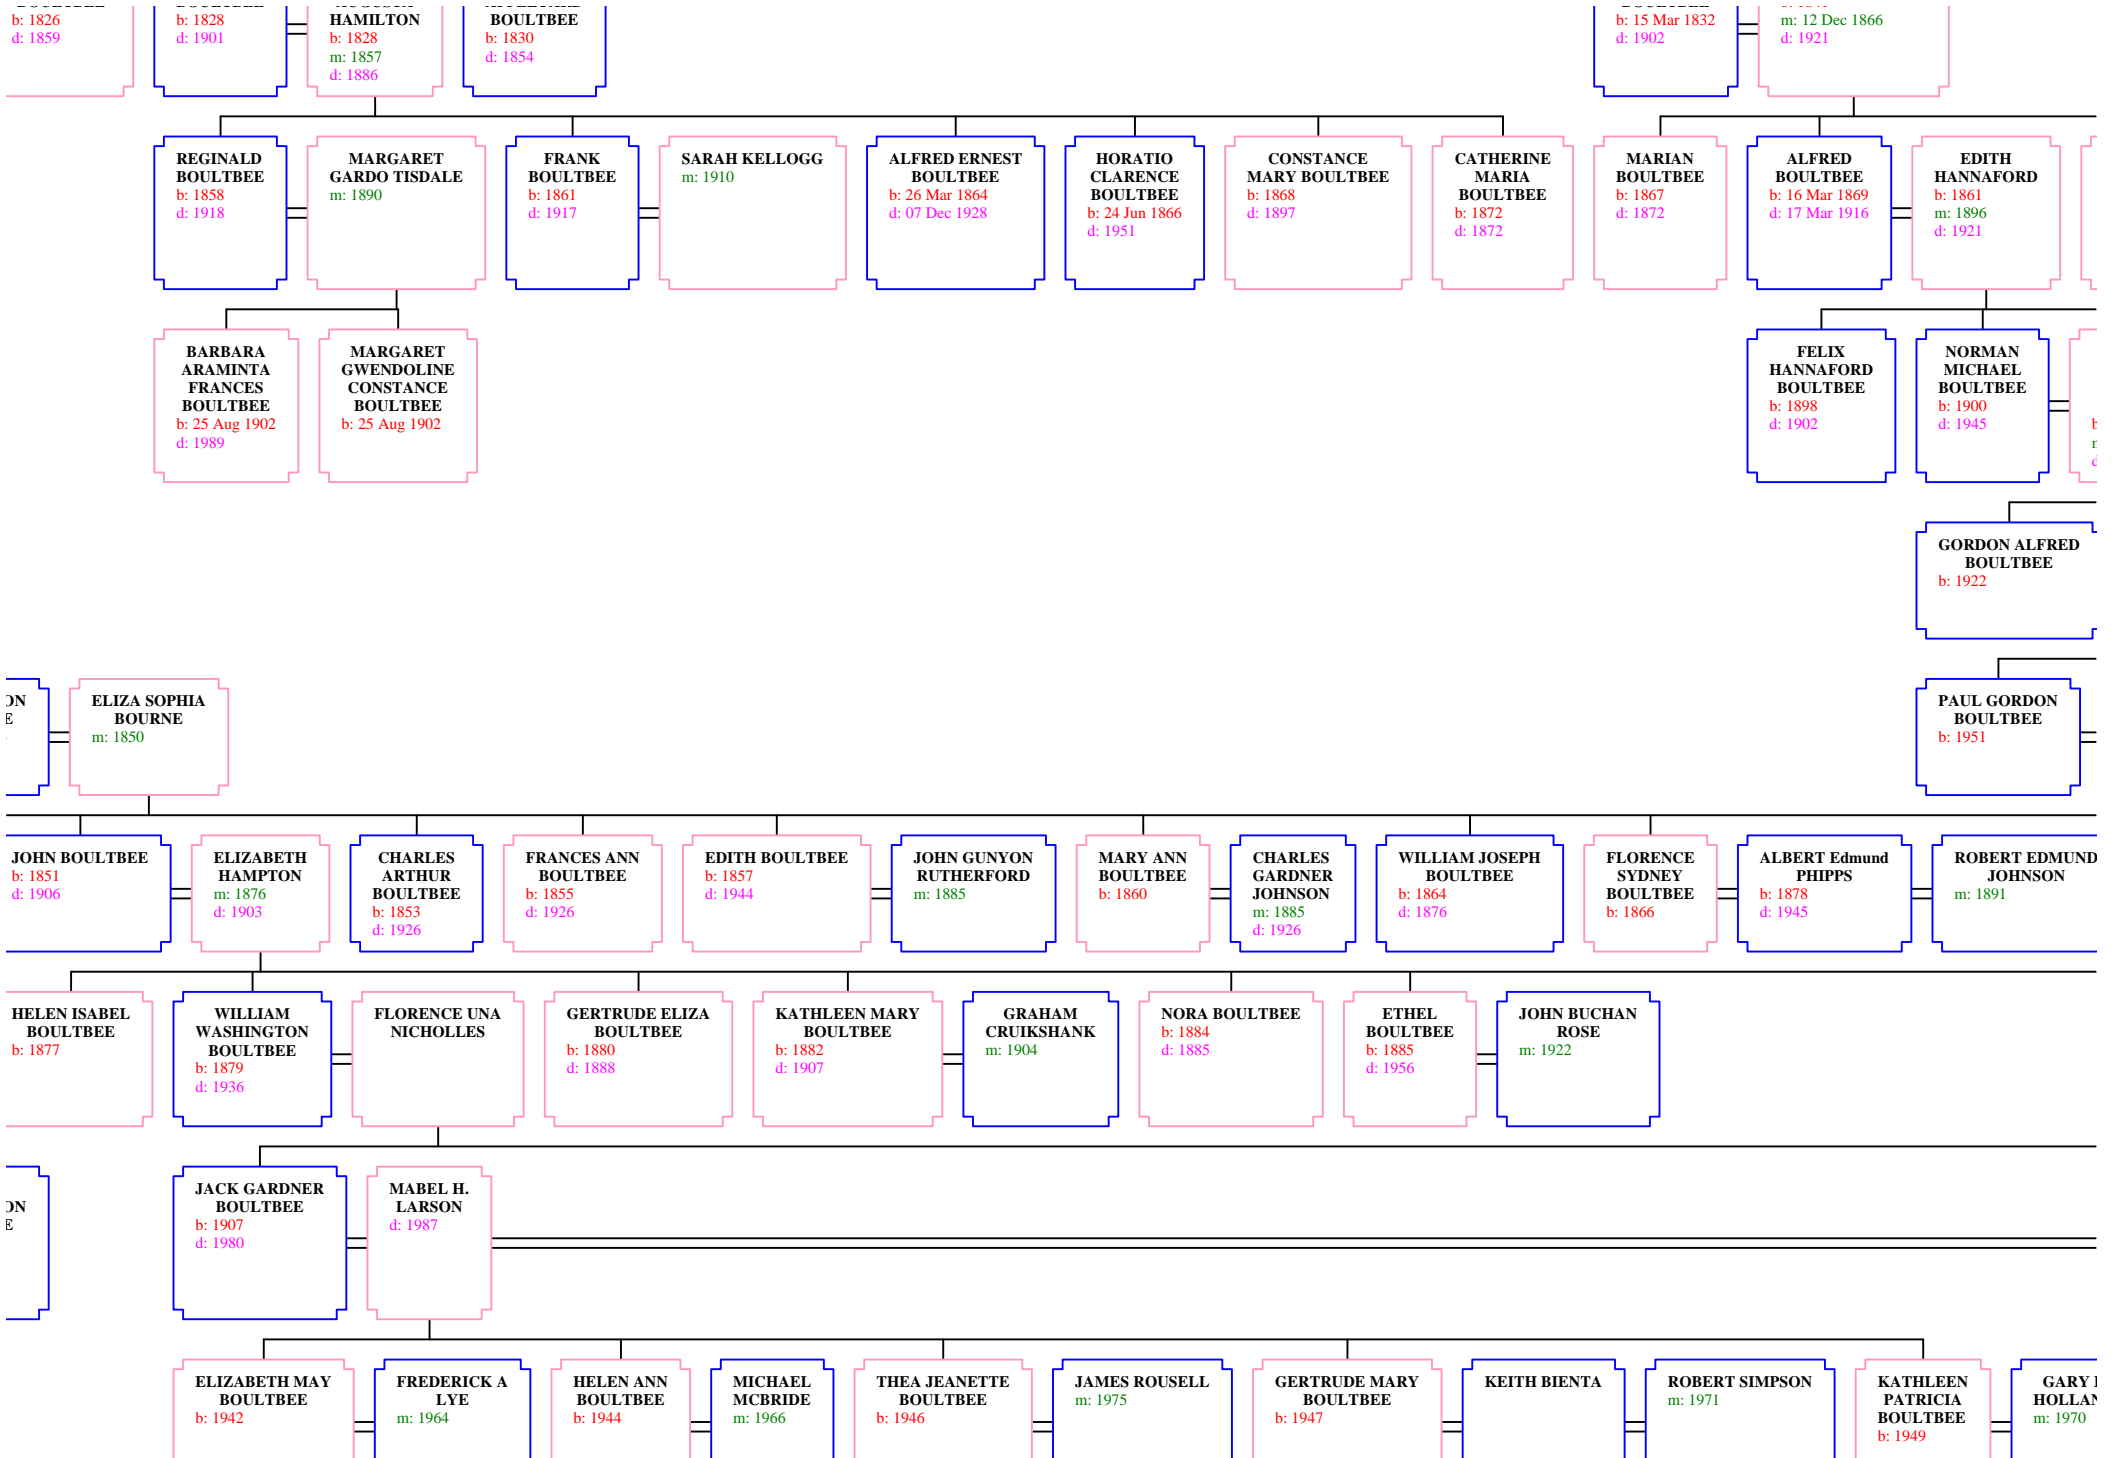 b: 1826
d: 1859
b: 1828
d: 1901
HAMILTON
b: 1828
m: 1857
d: 1886
BOULTBEE
b: 1830
d: 1854
b: 15 Mar 1832
d: 1902
m: 12 Dec 1866
d: 1921
REGINALD
BOULTBEE
b: 1858
d: 1918
MARGARET
GARDO TISDALE
m: 1890
FRANK
BOULTBEE
b: 1861
d: 1917
SARAH KELLOGG
m: 1910
ALFRED ERNEST
BOULTBEE
b: 26 Mar 1864
d: 07 Dec 1928
HORATIO
CLARENCE
BOULTBEE
b: 24 Jun 1866
d: 1951
CONSTANCE
MARY BOULTBEE
b: 1868
d: 1897
CATHERINE
MARIA
BOULTBEE
b: 1872
d: 1872
MARIAN
BOULTBEE
b: 1867
d: 1872
ALFRED
BOULTBEE
b: 16 Mar 1869
d: 17 Mar 1916
EDITH
HANNAFORD
b: 1861
m: 1896
d: 1921
BARBARA
ARAMINTA
FRANCES
BOULTBEE
b: 25 Aug 1902
d: 1989
MARGARET
GWENDOLINE
CONSTANCE
BOULTBEE
b: 25 Aug 1902
FELIX
HANNAFORD
BOULTBEE
b: 1898
d: 1902
NORMAN
MICHAEL
BOULTBEE
b: 1900
d: 1945
GORDON ALFRED
BOULTBEE
b: 1922
ON
E
ELIZA SOPHIA
BOURNE
m: 1850
PAUL GORDON
BOULTBEE
b: 1951
JOHN BOULTBEE
b: 1851
d: 1906
ELIZABETH
HAMPTON
m: 1876
d: 1903
CHARLES
ARTHUR
BOULTBEE
b: 1853
d: 1926
FRANCES ANN
BOULTBEE
b: 1855
d: 1926
EDITH BOULTBEE
b: 1857
d: 1944
JOHN GUNYON
RUTHERFORD
m: 1885
MARY ANN
BOULTBEE
b: 1860
CHARLES
GARDNER
JOHNSON
m: 1885
d: 1926
WILLIAM JOSEPH
BOULTBEE
b: 1864
d: 1876
FLORENCE
SYDNEY
BOULTBEE
b: 1866
ALBERT Edmund
PHIPPS
b: 1878
d: 1945
ROBERT EDMUND
JOHNSON
m: 1891
HELEN ISABEL
BOULTBEE
b: 1877
WILLIAM
WASHINGTON
BOULTBEE
b: 1879
d: 1936
FLORENCE UNA
NICHOLLES
GERTRUDE ELIZA
BOULTBEE
b: 1880
d: 1888
KATHLEEN MARY
BOULTBEE
b: 1882
d: 1907
GRAHAM
CRUIKSHANK
m: 1904
NORA BOULTBEE
b: 1884
d: 1885
ETHEL
BOULTBEE
b: 1885
d: 1956
JOHN BUCHAN
ROSE
m: 1922
ON
E
JACK GARDNER
BOULTBEE
b: 1907
d: 1980
MABEL H.
LARSON
d: 1987
ELIZABETH MAY
BOULTBEE
b: 1942
FREDERICK A
LYE
m: 1964
HELEN ANN
BOULTBEE
b: 1944
MICHAEL
MCBRIDE
m: 1966
THEA JEANETTE
BOULTBEE
b: 1946
JAMES ROUSELL
m: 1975
GERTRUDE MARY
BOULTBEE
b: 1947
KEITH BIENTA
ROBERT SIMPSON
m: 1971
KATHLEEN
PATRICIA
BOULTBEE
b: 1949
GARY
HOLLAN
m: 1970